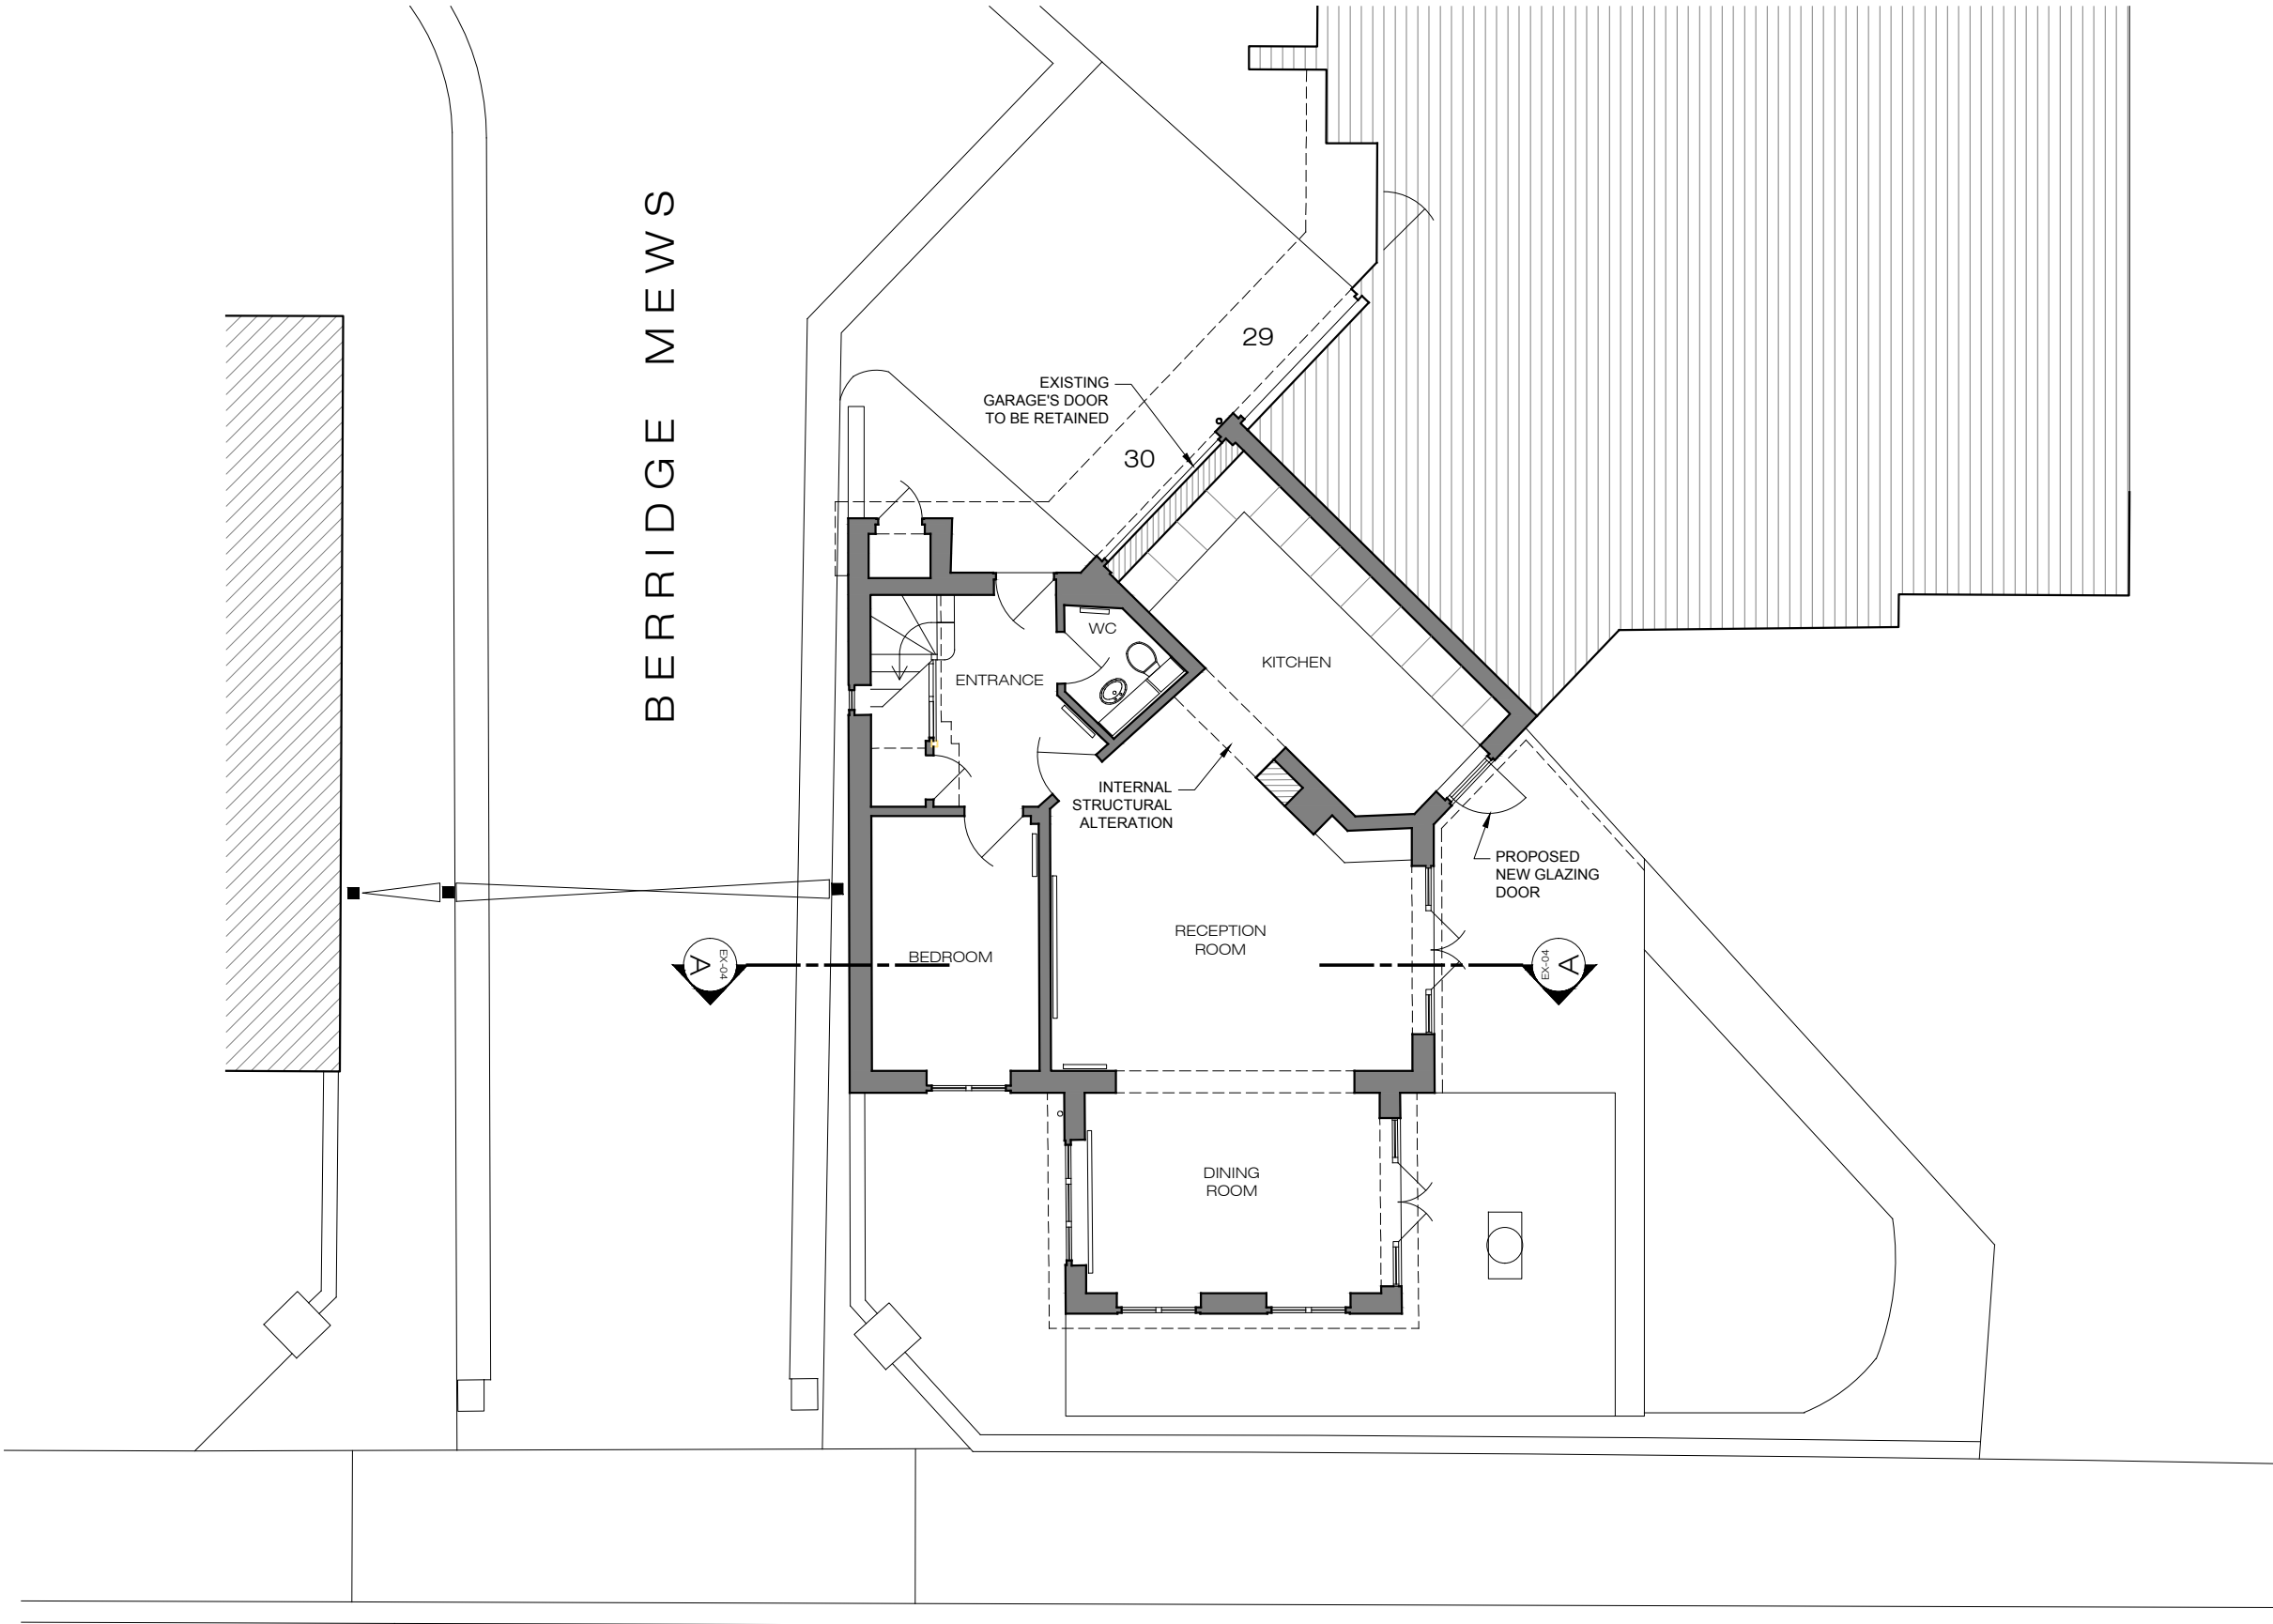 BERRIDGE MEWS
29
EXISTING
GARAGE'S DOOR
TO BE RETAINED
30
WC
KITCHEN
ENTRANCE
INTERNAL
STRUCTURAL
ALTERATION
PROPOSED
NEW GLAZING
DOOR
RECEPTION
ROOM
BEDROOM
A
EX-04
EX-04
A
DINING
ROOM